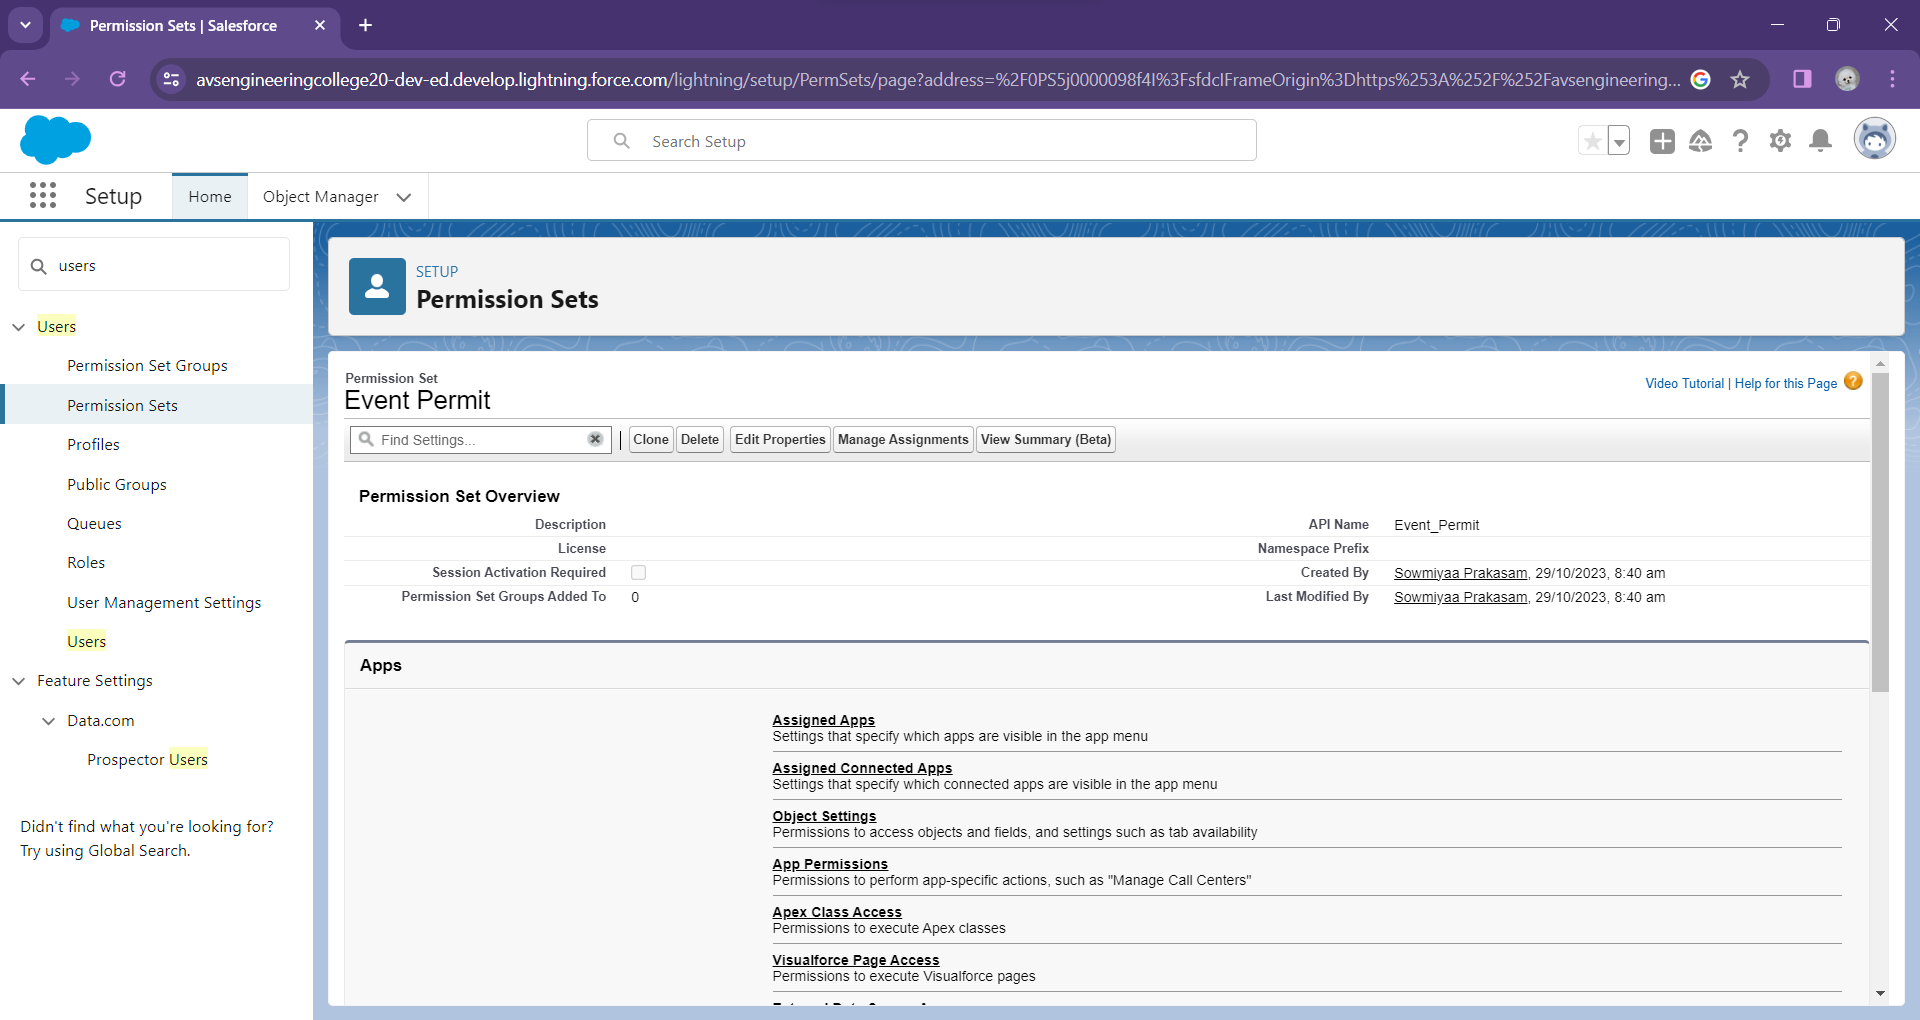 Permission Sets | Salesforce
avsengineeringcollege20-dev-ed.develop.lightning.force.com/lightning/setup/PermSets/page?address=%2F0PS5j0000098f4I%3FsfdcIFrameOrigin%3Dhttps%253A%252F%252Favsengineering...
Search Setup
Setup
Home
Object Manager
users
Users
Permission Set Groups
Permission Sets
Profiles
Public Groups
Queues
Roles
User Management Settings
Users
Feature Settings
Data.com
Prospector Users
Didn't find what you're looking for?
Try using Global Search.
SETUP
Permission Sets
Permission Set
Event Permit
Video Tutorial | Help for this Page ?
Find Settings... | Clone Delete Edit Properties Manage Assignments View Summary (Beta)
Permission Set Overview
Description API Name Event_Permit
License Namespace Prefix
Session Activation Required Created By Sowmiyaa Prakasam, 29/10/2023, 8:40 am
Permission Set Groups Added To 0 Last Modified By Sowmiyaa Prakasam, 29/10/2023, 8:40 am
Apps
Assigned Apps
Settings that specify which apps are visible in the app menu
Assigned Connected Apps
Settings that specify which connected apps are visible in the app menu
Object Settings
Permissions to access objects and fields, and settings such as tab availability
App Permissions
Permissions to perform app-specific actions, such as "Manage Call Centers"
Apex Class Access
Permissions to execute Apex classes
Visualforce Page Access
Permissions to execute Visualforce pages